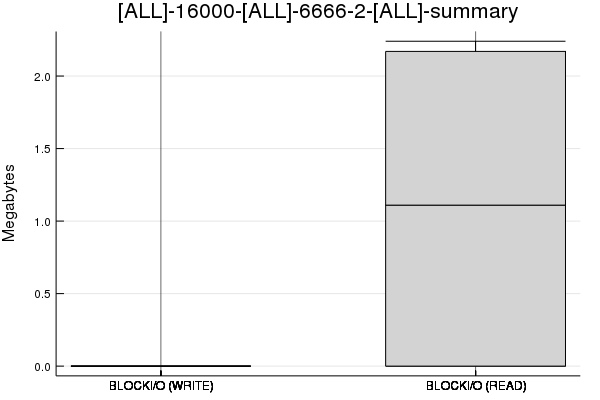 [ALL]-16000-[ALL]-6666-2-[ALL]-summary
Megabytes
2.0
1.5
1.0
0.5
0.0
BLOCKI/O (WRITE)
BLOCKI/O (READ)